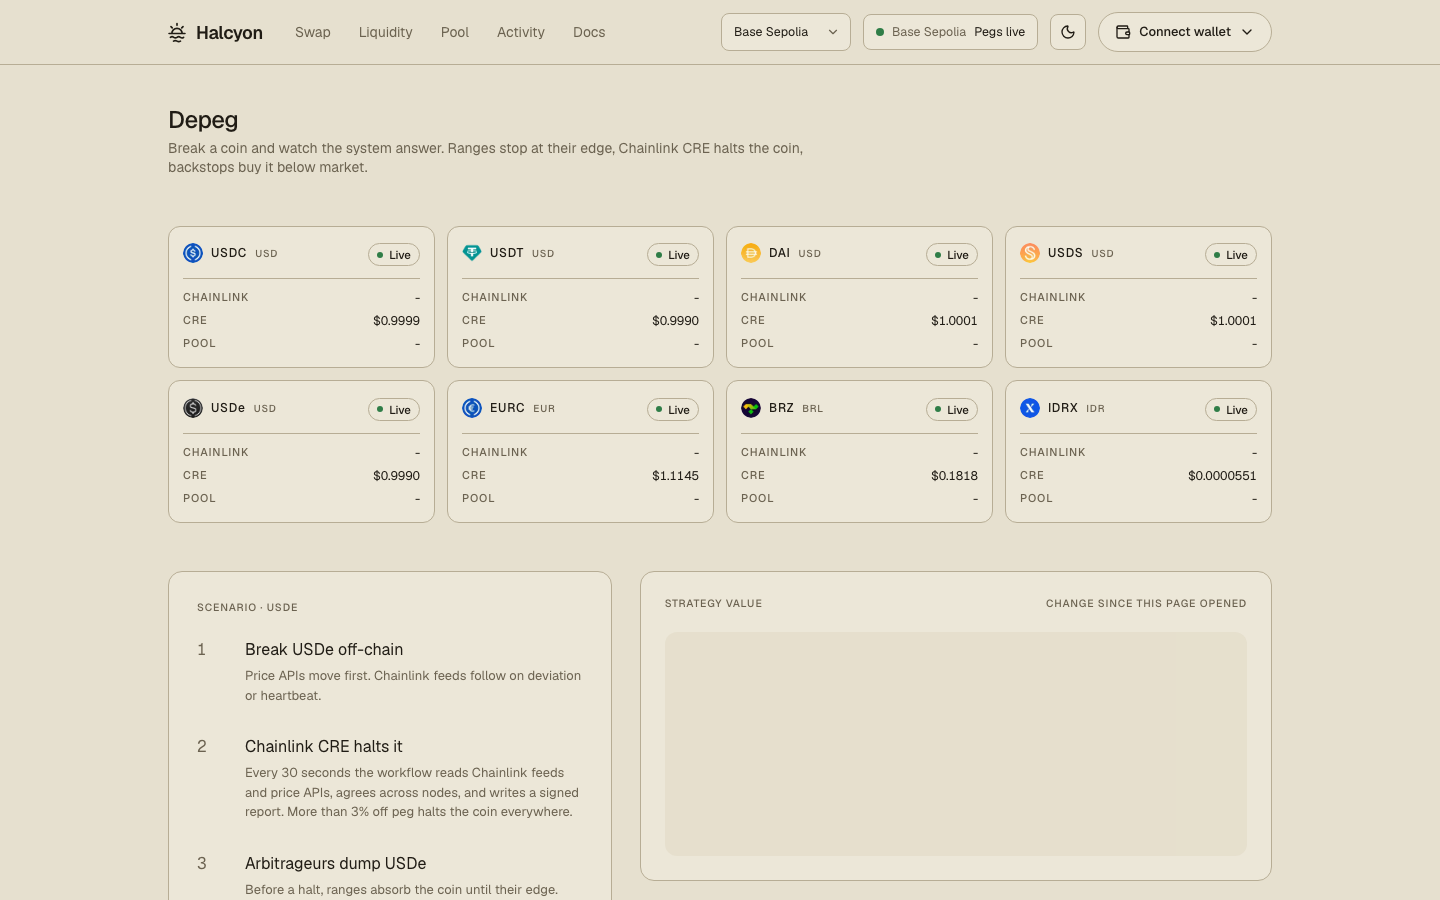 Halcyon
Swap
Liquidity
Pool
Activity
Docs
Base Sepolia
Base Sepolia Pegs live
Connect wallet
Depeg
Break a coin and watch the system answer. Ranges stop at their edge, Chainlink CRE halts the coin,
backstops buy it below market.
USDC USD Live
CHAINLINK -
CRE $0.9999
POOL -
USDT USD Live
CHAINLINK -
CRE $0.9990
POOL -
DAI USD Live
CHAINLINK -
CRE $1.0001
POOL -
USDS USD Live
CHAINLINK -
CRE $1.0001
POOL -
USDe USD Live
CHAINLINK -
CRE $0.9990
POOL -
EURC EUR Live
CHAINLINK -
CRE $1.1145
POOL -
BRZ BRL Live
CHAINLINK -
CRE $0.1818
POOL -
IDRX IDR Live
CHAINLINK -
CRE $0.0000551
POOL -
SCENARIO · USDE
1 Break USDe off-chain
Price APIs move first. Chainlink feeds follow on deviation
or heartbeat.
2 Chainlink CRE halts it
Every 30 seconds the workflow reads Chainlink feeds
and price APIs, agrees across nodes, and writes a signed
report. More than 3% off peg halts the coin everywhere.
3 Arbitrageurs dump USDe
Before a halt, ranges absorb the coin until their edge.
STRATEGY VALUE
CHANGE SINCE THIS PAGE OPENED